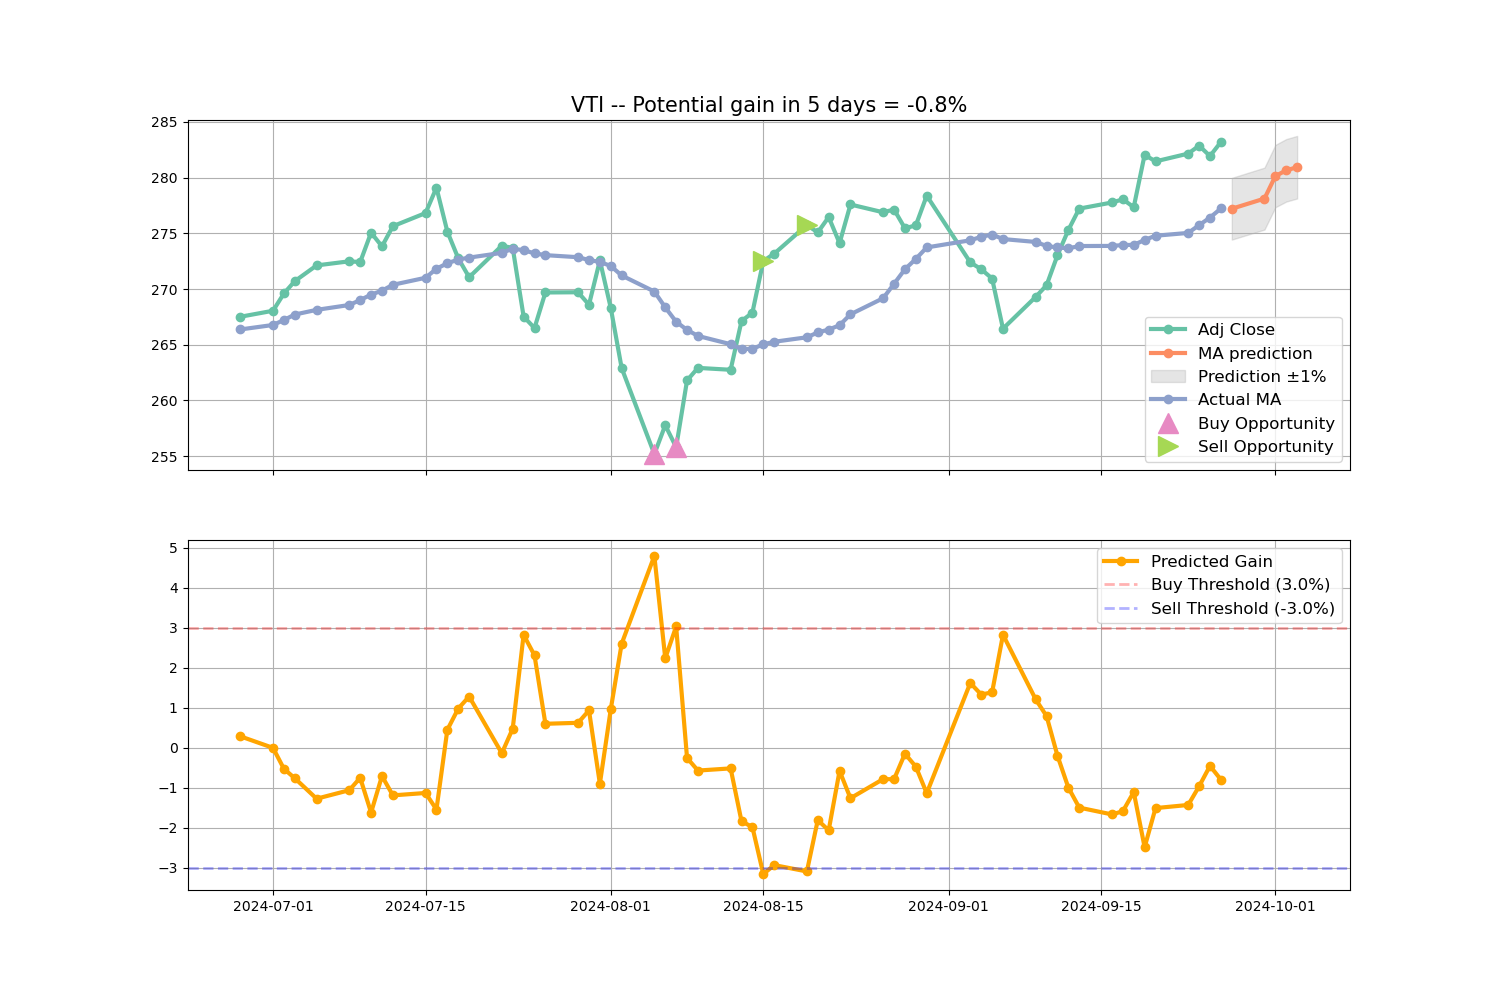 VTI -- Potential gain in 5 days = -0.8%
285
280
275
270
265
260
255
Adj Close
MA prediction
Prediction ±1%
Actual MA
Buy Opportunity
Sell Opportunity
5
4
3
2
1
0
−1
−2
−3
Predicted Gain
Buy Threshold (3.0%)
Sell Threshold (-3.0%)
2024-07-01
2024-07-15
2024-08-01
2024-08-15
2024-09-01
2024-09-15
2024-10-01